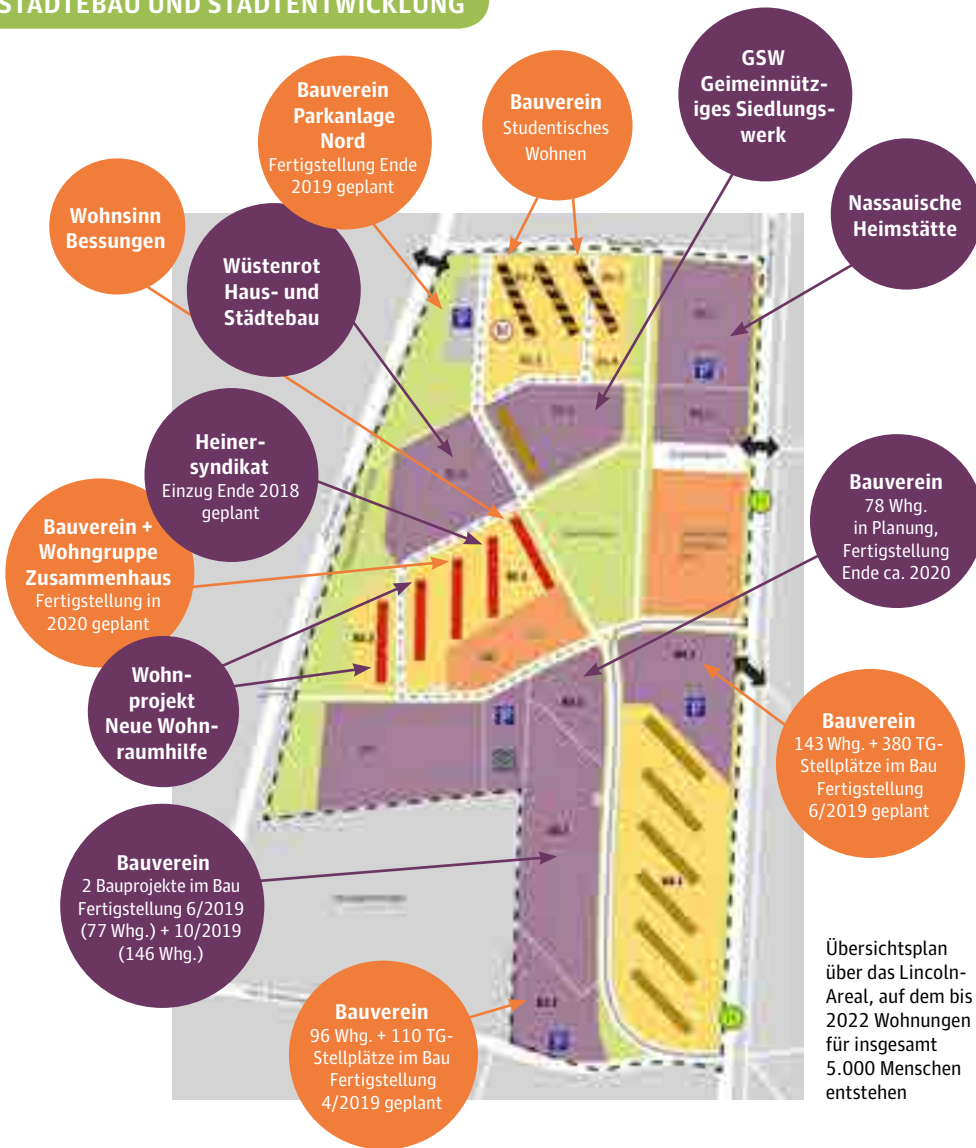 STÄDTEBAU UND STADTENTWICKLUNG
GSW
Geimeinnütz-
iges Siedlungs-
werk
Bauverein
Parkanlage
Nord
Fertigstellung Ende
2019 geplant
Bauverein
Studentisches
Wohnen
Nassauische
Heimstätte
Wohnsinn
Bessungen
Wüstenrot
Haus- und
Städtebau
Heiner-
syndikat
Einzug Ende 2018
geplant
Bauverein
78 Whg.
in Planung,
Fertigstellung
Ende ca. 2020
Bauverein +
Wohngruppe
Zusammenhaus
Fertigstellung in
2020 geplant
Wohn-
projekt
Neue Wohn-
raumhilfe
Bauverein
143 Whg. + 380 TG-
Stellplätze im Bau
Fertigstellung
6/2019 geplant
Bauverein
2 Bauprojekte im Bau
Fertigstellung 6/2019
(77 Whg.) + 10/2019
(146 Whg.)
Bauverein
96 Whg. + 110 TG-
Stellplätze im Bau
Fertigstellung
4/2019 geplant
Übersichtsplan
über das Lincoln-
Areal, auf dem bis
2022 Wohnungen
für insgesamt
5.000 Menschen
entstehen